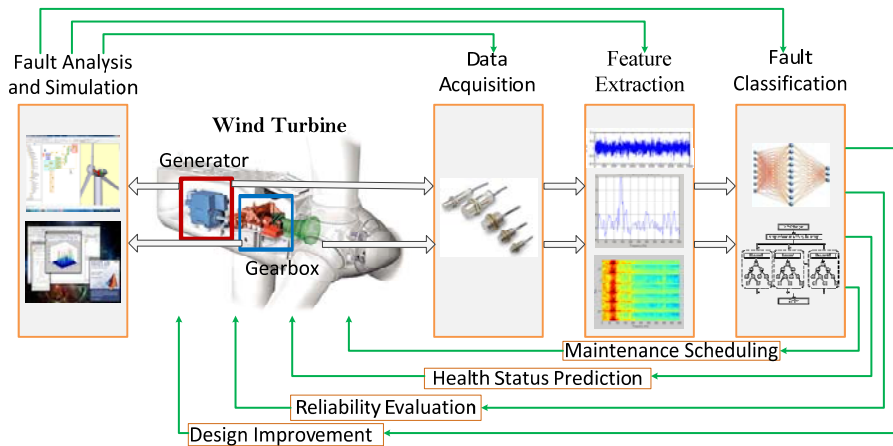 Fault Analysis
and Simulation
Data
Acquisition
Feature
Extraction
Fault
Classification
Wind Turbine
Generator
Gearbox
Maintenance Scheduling
Health Status Prediction
Reliability Evaluation
Design Improvement